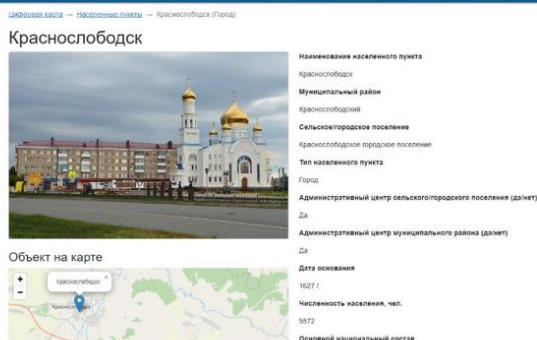 Цифровая карта → Населенные пункты → Краснослободск (Город)
Краснослободск
Наименование населенного пункта
Краснослободск
Муниципальный район
Краснослободский
Сельское/городское поселение
Краснослободское городское поселение
Тип населенного пункта
Город
Административный центр сельского/городского поселения (да/нет)
Да
Административный центр муниципального района (да/нет)
Да
Дата основания
1627 г.
Численность населения, чел.
9572
Основной национальный состав
Объект на карте
+
−
Краснослободск
×